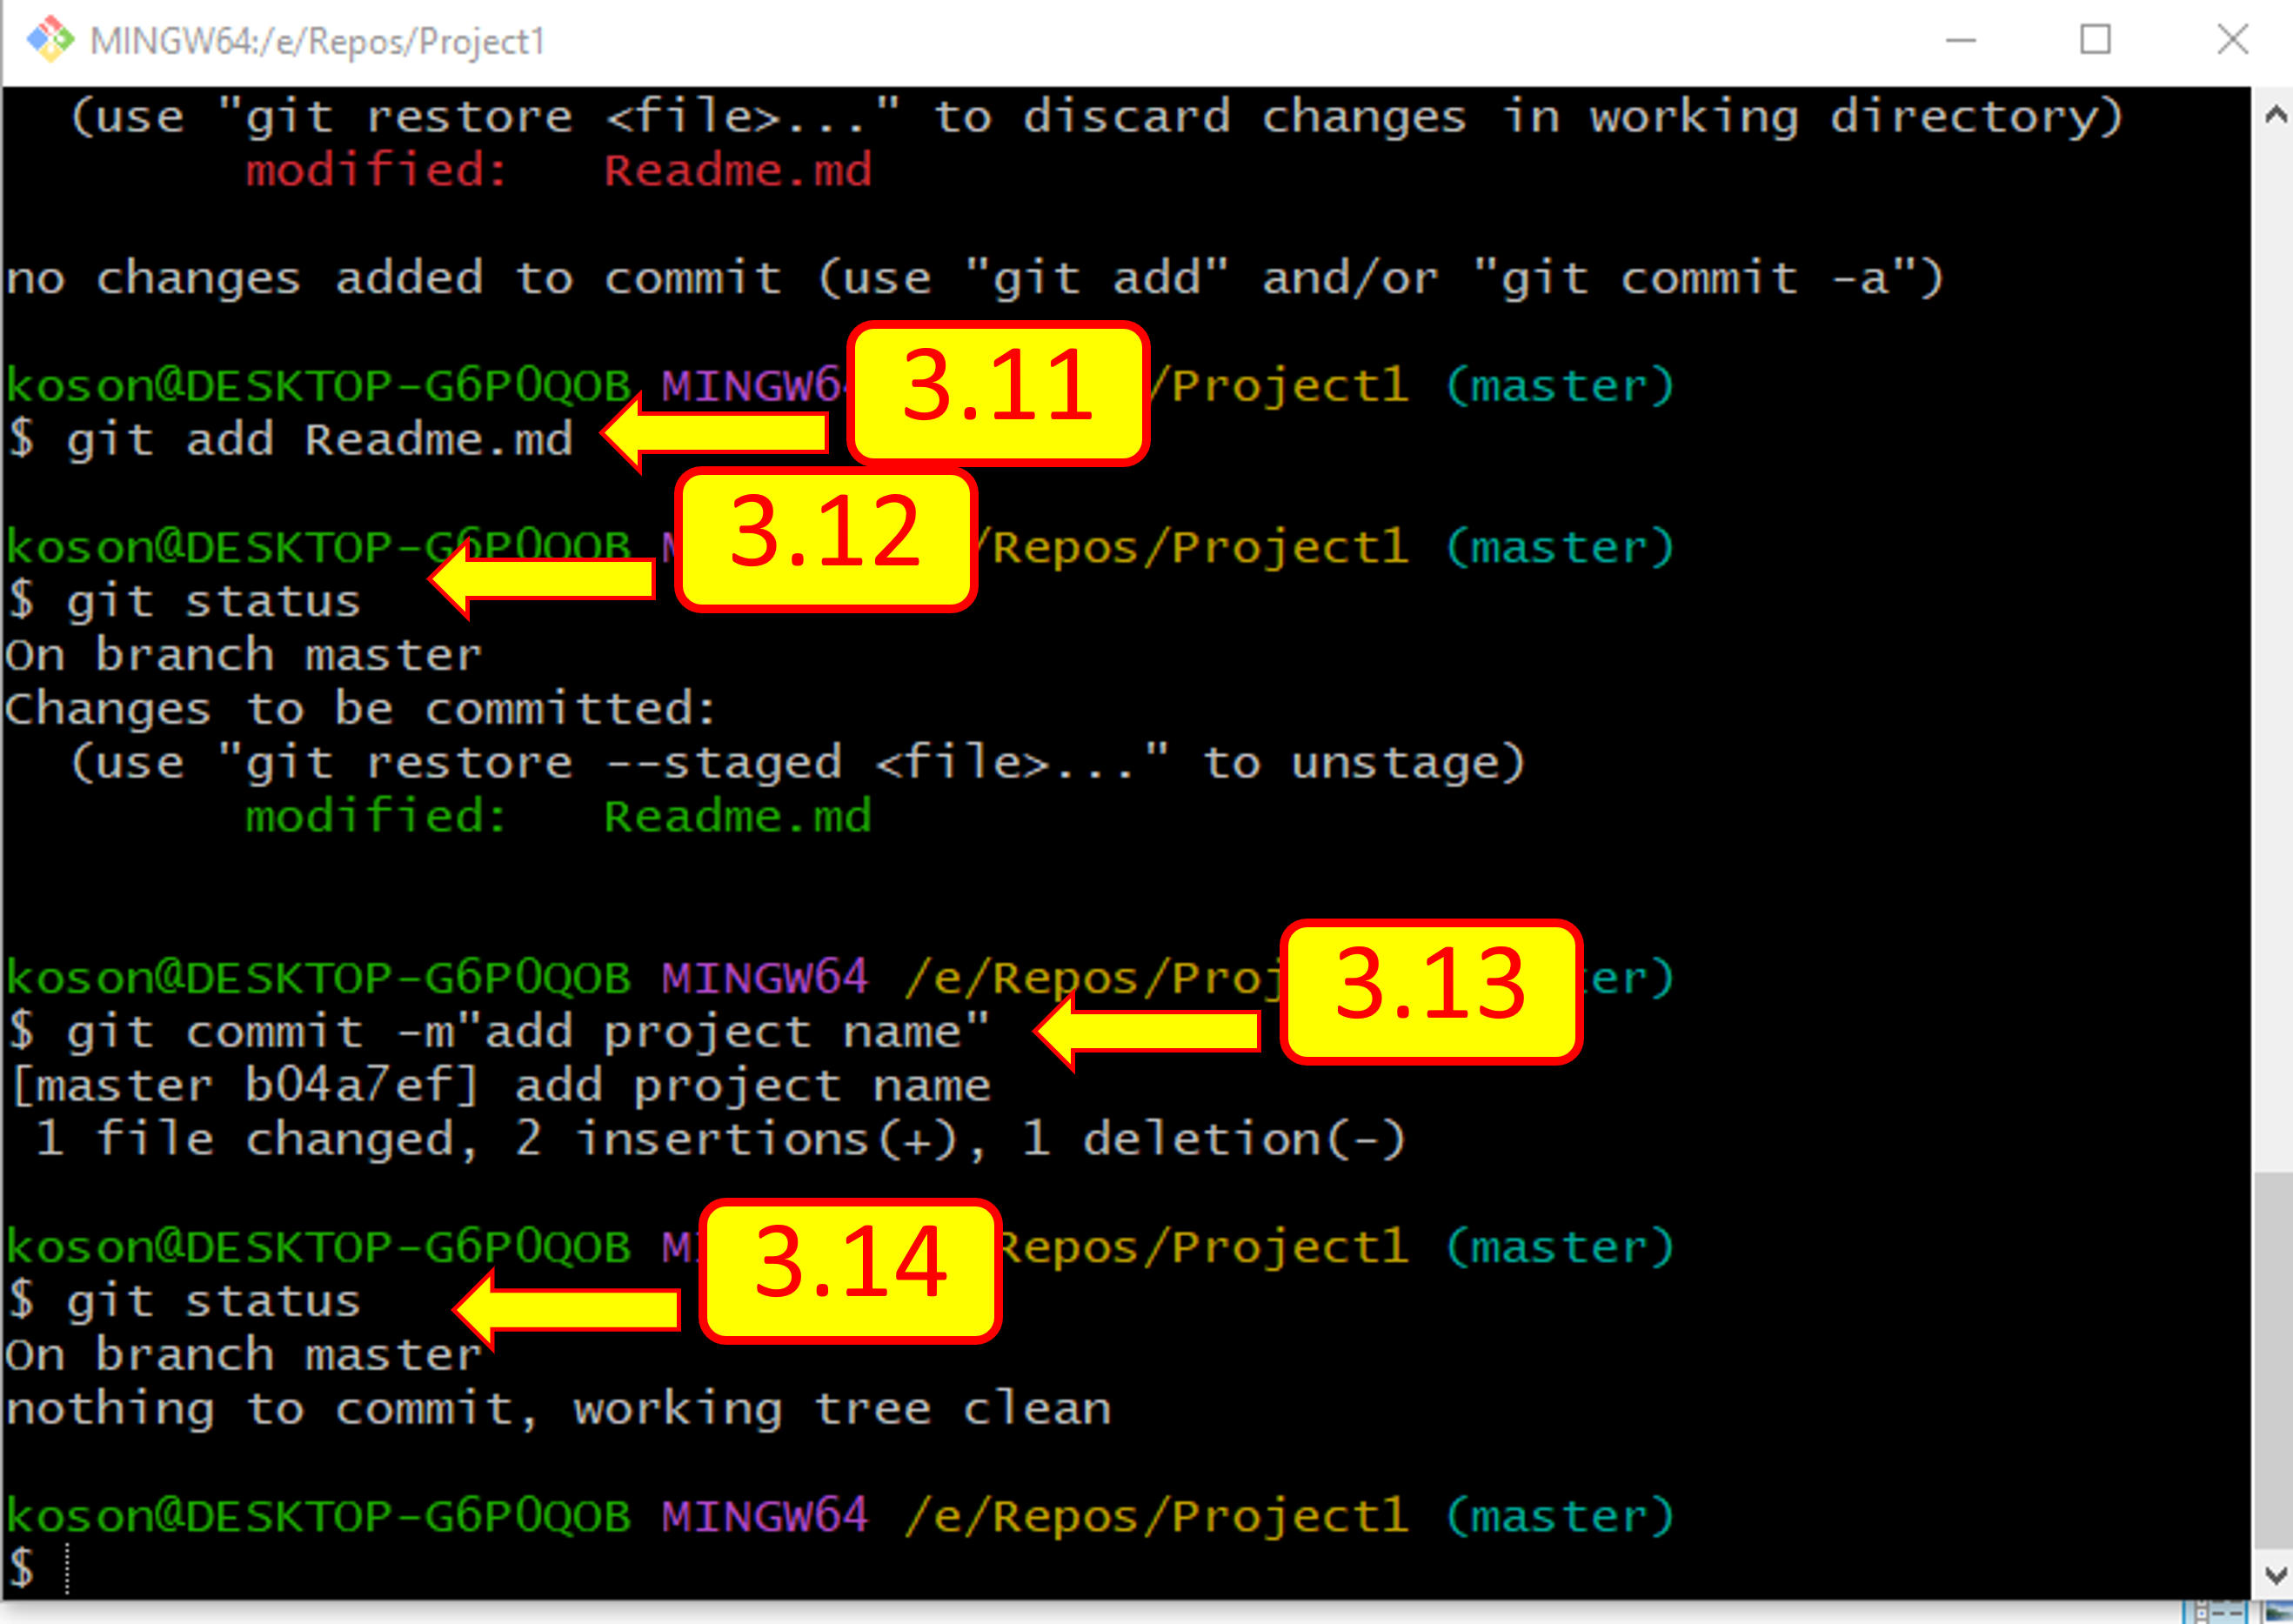 MINGW64:/e/Repos/Project1
(use "git restore <file>..." to discard changes in working directory)
modified:   Readme.md
no changes added to commit (use "git add" and/or "git commit -a")
koson@DESKTOP-G6P0QOB /Project1 (master)
3.11
$ git add Readme.md
3.12
koson@DESKTOP-G6P0QOB /Repos/Project1 (master)
$ git status
On branch master
Changes to be committed:
(use "git restore --staged <file>..." to unstage)
modified:   Readme.md
koson@DESKTOP-G6P0QOB MINGW64 /e/Repos/
3.13
$ git commit -m"add project name"
[master b04a7ef] add project name
1 file changed, 2 insertions(+), 1 deletion(-)
koson@DESKTOP-G6P0QOB Repos/Project1 (master)
3.14
$ git status
On branch master
nothing to commit, working tree clean
koson@DESKTOP-G6P0QOB MINGW64 /e/Repos/Project1 (master)
$